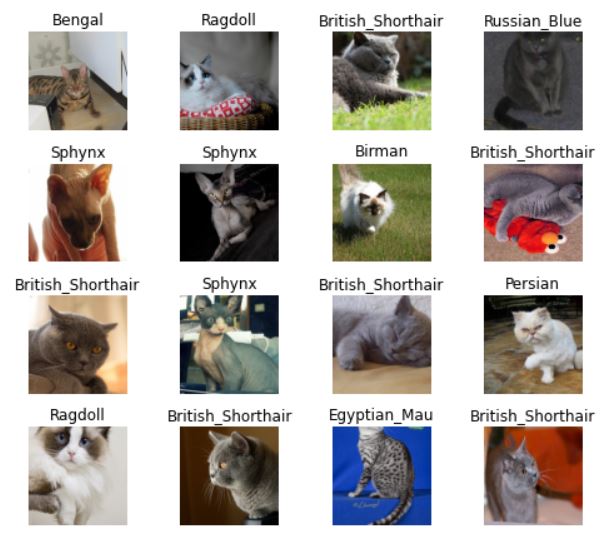 Bengal
Ragdoll
British_Shorthair
Russian_Blue
Sphynx
Sphynx
Birman
British_Shorthair
British_Shorthair
Sphynx
British_Shorthair
Persian
Ragdoll
British_Shorthair
Egyptian_Mau
British_Shorthair